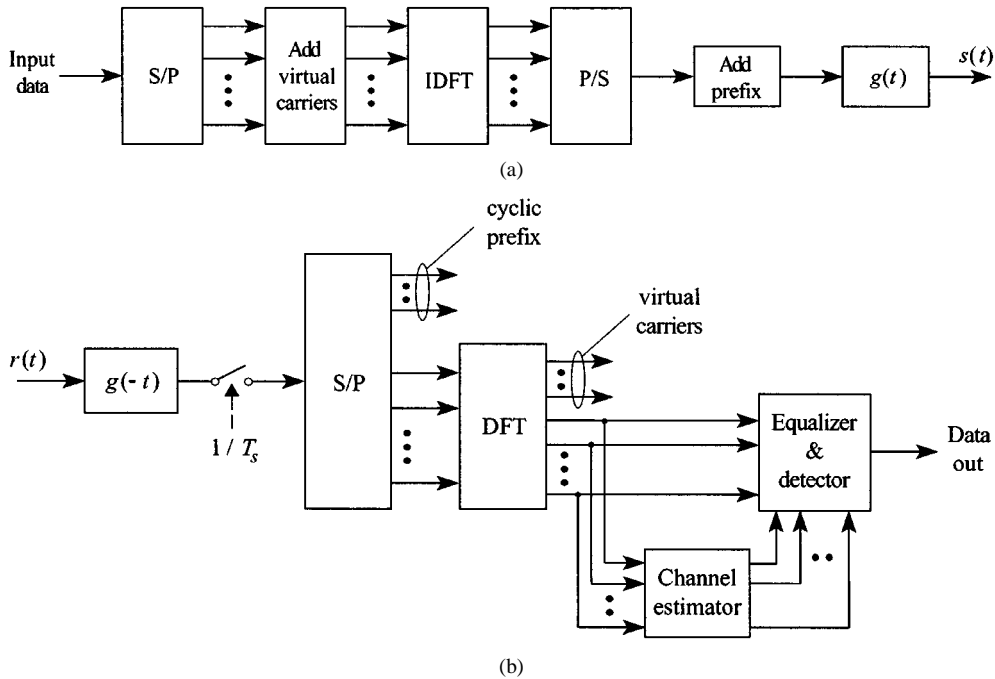 Input
data
S/P
Add
virtual
carriers
IDFT
P/S
Add
prefix
g(t)
s(t)
(a)
cyclic
prefix
virtual
carriers
r(t)
g(-t)
1 / Ts
S/P
DFT
Equalizer
&
detector
Data
out
Channel
estimator
(b)